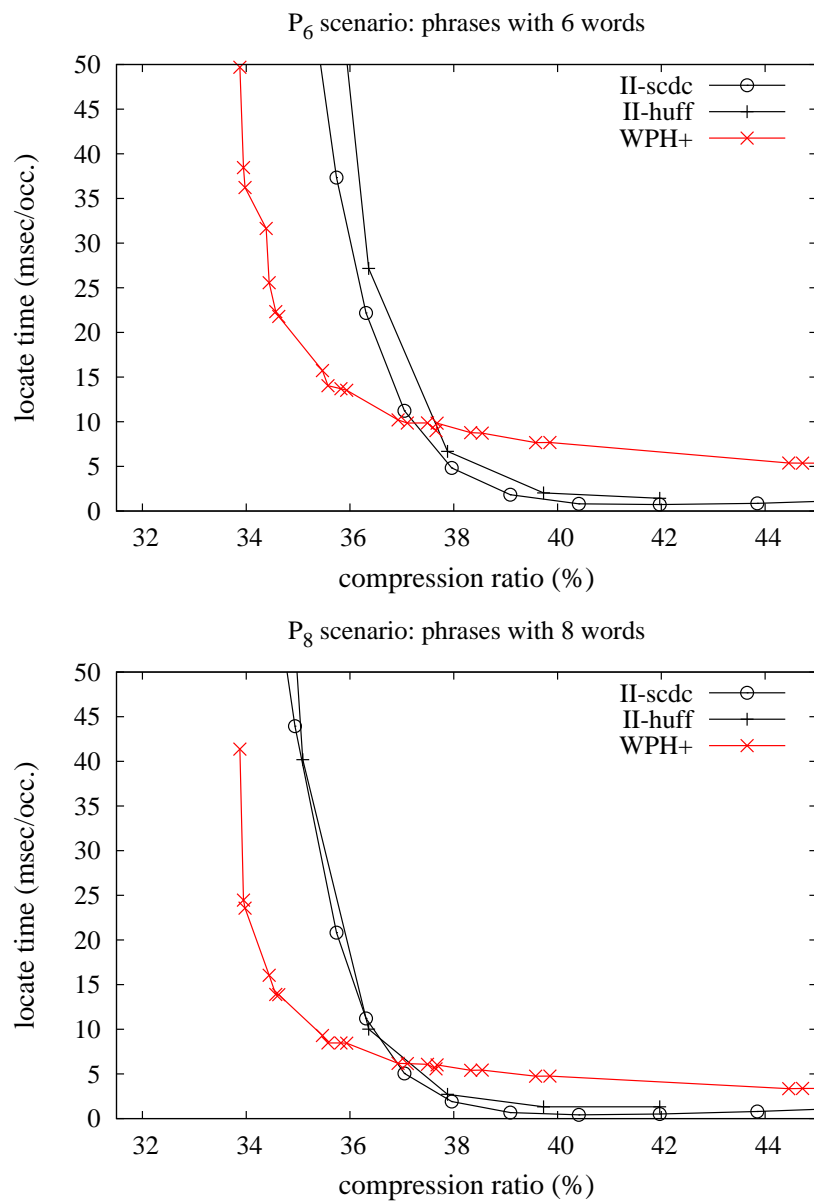 P6 scenario: phrases with 6 words
50
45
40
35
30
25
20
15
10
5
0
locate time (msec/occ.)
II-scdc
II-huff
WPH+
32 34 36 38 40 42 44
compression ratio (%)
P8 scenario: phrases with 8 words
50
45
40
35
30
25
20
15
10
5
0
locate time (msec/occ.)
II-scdc
II-huff
WPH+
32 34 36 38 40 42 44
compression ratio (%)